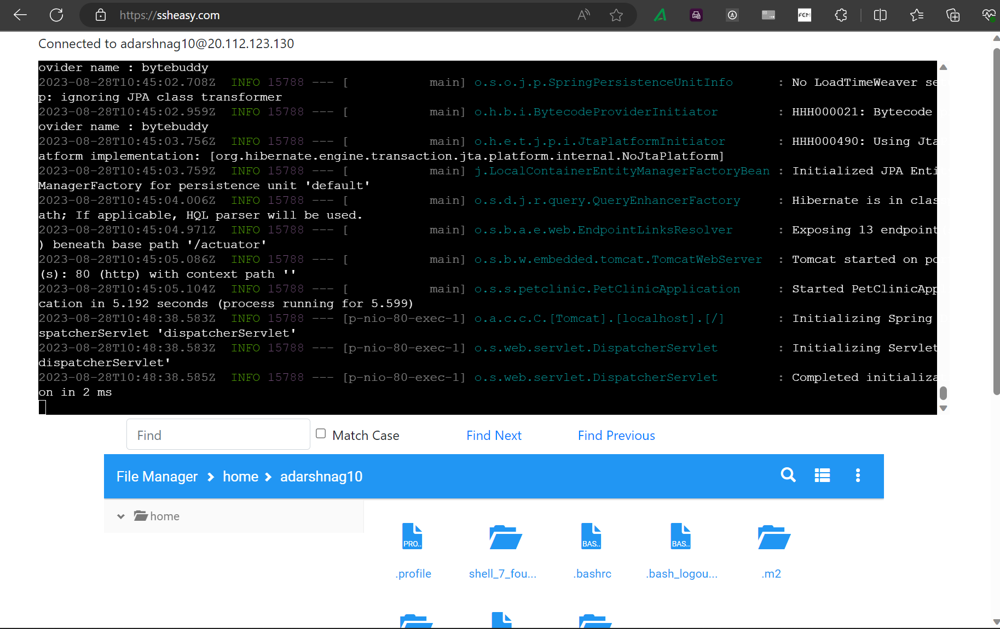 https://ssheasy.com
Connected to adarshnag10@20.112.123.130
ovider name : bytebuddy
2023-08-28T10:45:02.708Z  INFO 15788 --- [           main] o.s.o.j.p.SpringPersistenceUnitInfo      : No LoadTimeWeaver se
p: ignoring JPA class transformer
2023-08-28T10:45:02.959Z  INFO 15788 --- [           main] o.h.b.i.BytecodeProviderInitiator        : HHH000021: Bytecode
ovider name : bytebuddy
2023-08-28T10:45:03.756Z  INFO 15788 --- [           main] o.h.e.t.j.p.i.JtaPlatformInitiator       : HHH000490: Using Jta
atform implementation: [org.hibernate.engine.transaction.jta.platform.internal.NoJtaPlatform]
2023-08-28T10:45:03.759Z  INFO 15788 --- [           main] j.LocalContainerEntityManagerFactoryBean : Initialized JPA Enti
ManagerFactory for persistence unit 'default'
2023-08-28T10:45:04.006Z  INFO 15788 --- [           main] o.s.d.j.r.query.QueryEnhancerFactory     : Hibernate is in clas
ath; If applicable, HQL parser will be used.
2023-08-28T10:45:04.971Z  INFO 15788 --- [           main] o.s.b.a.e.web.EndpointLinksResolver      : Exposing 13 endpoint
) beneath base path '/actuator'
2023-08-28T10:45:05.086Z  INFO 15788 --- [           main] o.s.b.w.embedded.tomcat.TomcatWebServer  : Tomcat started on po
(s): 80 (http) with context path ''
2023-08-28T10:45:05.104Z  INFO 15788 --- [           main] o.s.s.petclinic.PetClinicApplication     : Started PetClinicApp
cation in 5.192 seconds (process running for 5.599)
2023-08-28T10:48:38.583Z  INFO 15788 --- [p-nio-80-exec-1] o.a.c.c.C.[Tomcat].[localhost].[/]       : Initializing Spring
spatcherServlet 'dispatcherServlet'
2023-08-28T10:48:38.583Z  INFO 15788 --- [p-nio-80-exec-1] o.s.web.servlet.DispatcherServlet        : Initializing Servlet
dispatcherServlet'
2023-08-28T10:48:38.585Z  INFO 15788 --- [p-nio-80-exec-1] o.s.web.servlet.DispatcherServlet        : Completed initializa
on in 2 ms
Find Match Case Find Next Find Previous
File Manager home adarshnag10
home
PRO.. BAS.. BAS..
.profile shell_7_fou... .bashrc .bash_logou... .m2